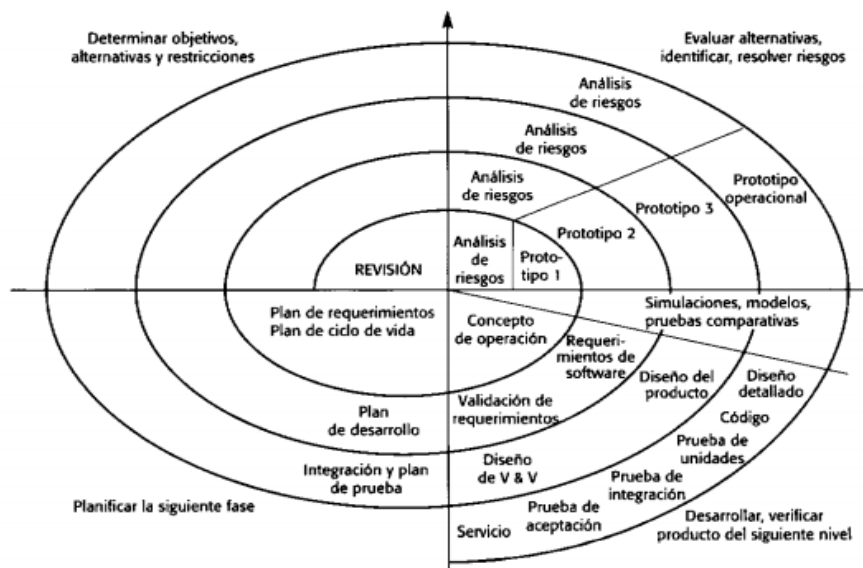 Determinar objetivos,
alternativas y restricciones
Evaluar alternativas,
identificar, resolver riesgos
Análisis
de riesgos
Análisis
de riesgos
Análisis
de riesgos
Análisis
de
riesgos
Proto-
tipo 1
Prototipo 2
Prototipo 3
Prototipo
operacional
REVISIÓN
Plan de requerimientos
Plan de ciclo de vida
Concepto
de operación
Simulaciones, modelos,
pruebas comparativas
Requeri-
mientos de
software
Diseño del
producto
Diseño
detallado
Código
Prueba de
unidades
Plan
de desarrollo
Validación de
requerimientos
Integración y plan
de prueba
Diseño
de V & V
Prueba de
integración
Prueba de
aceptación
Servicio
Planificar la siguiente fase
Desarrollar, verificar
producto del siguiente nivel